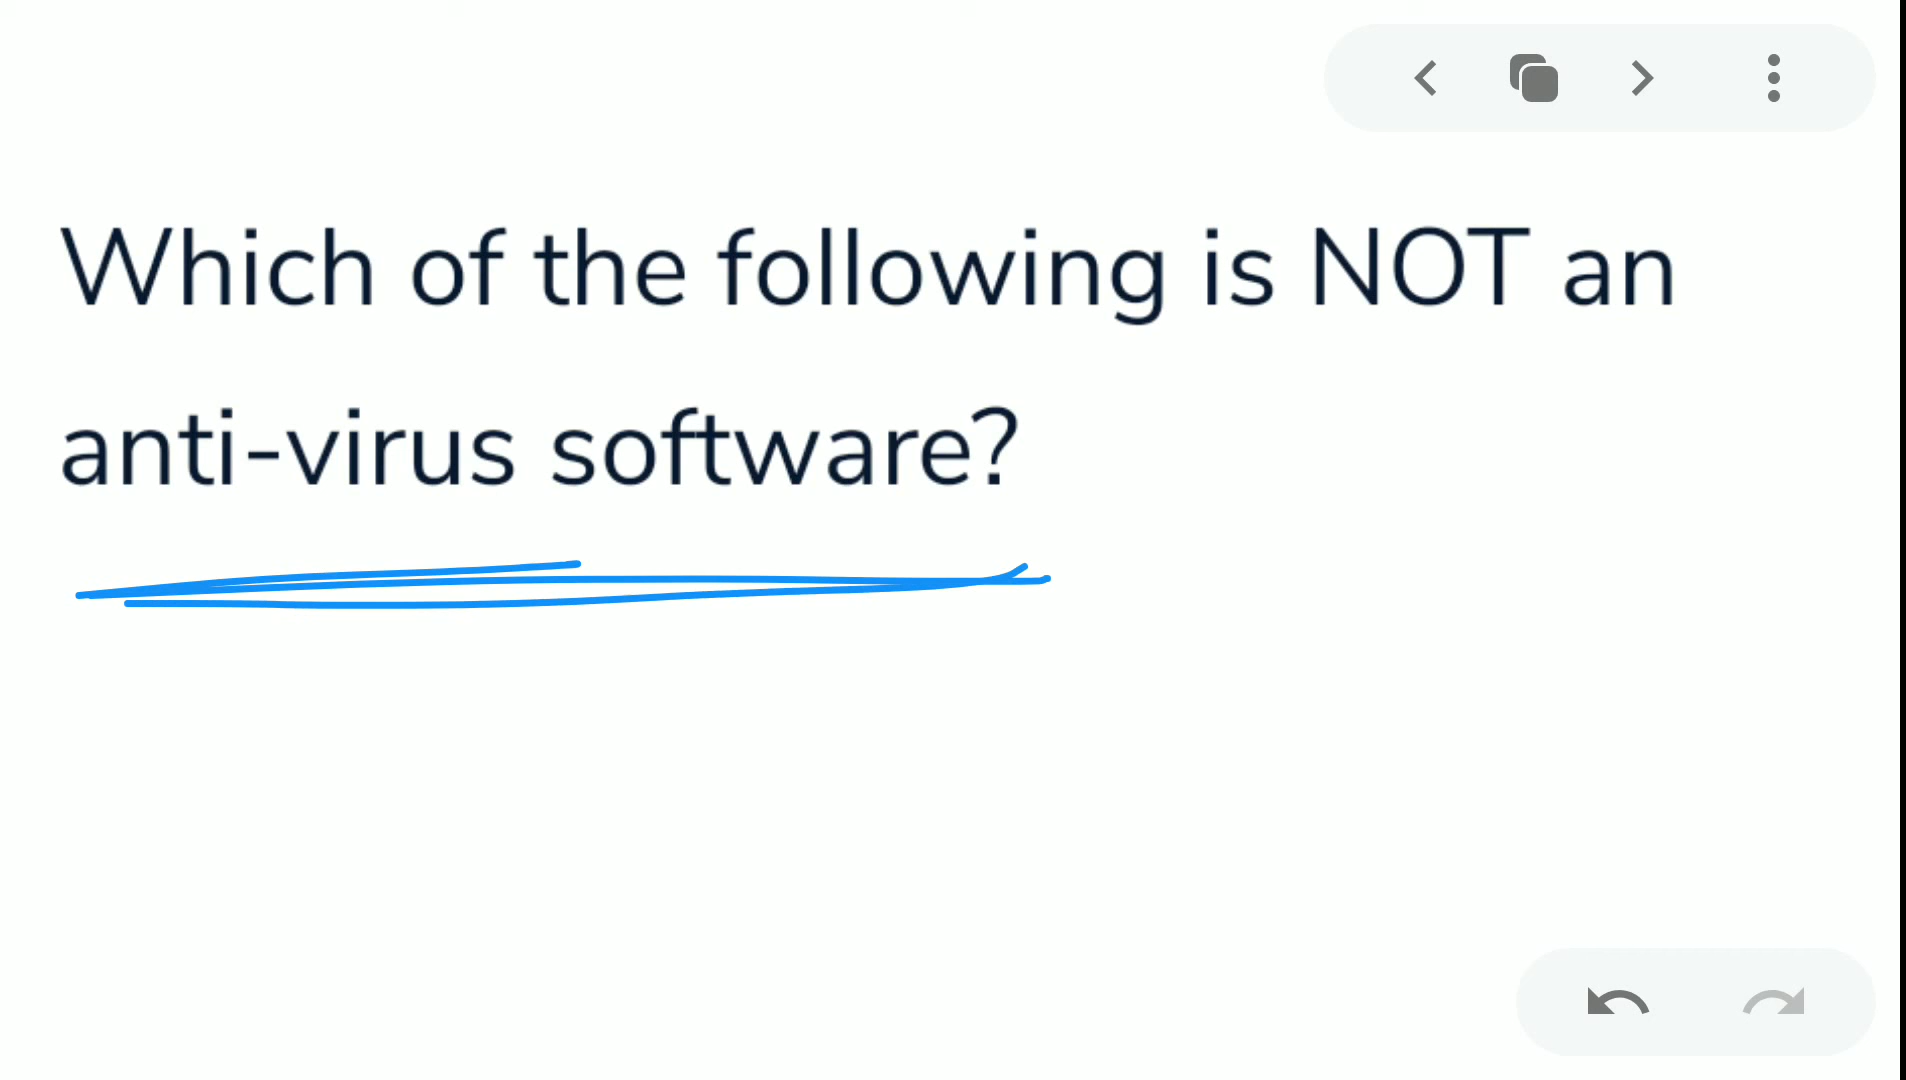 Which of the following is NOT an
anti-virus software?